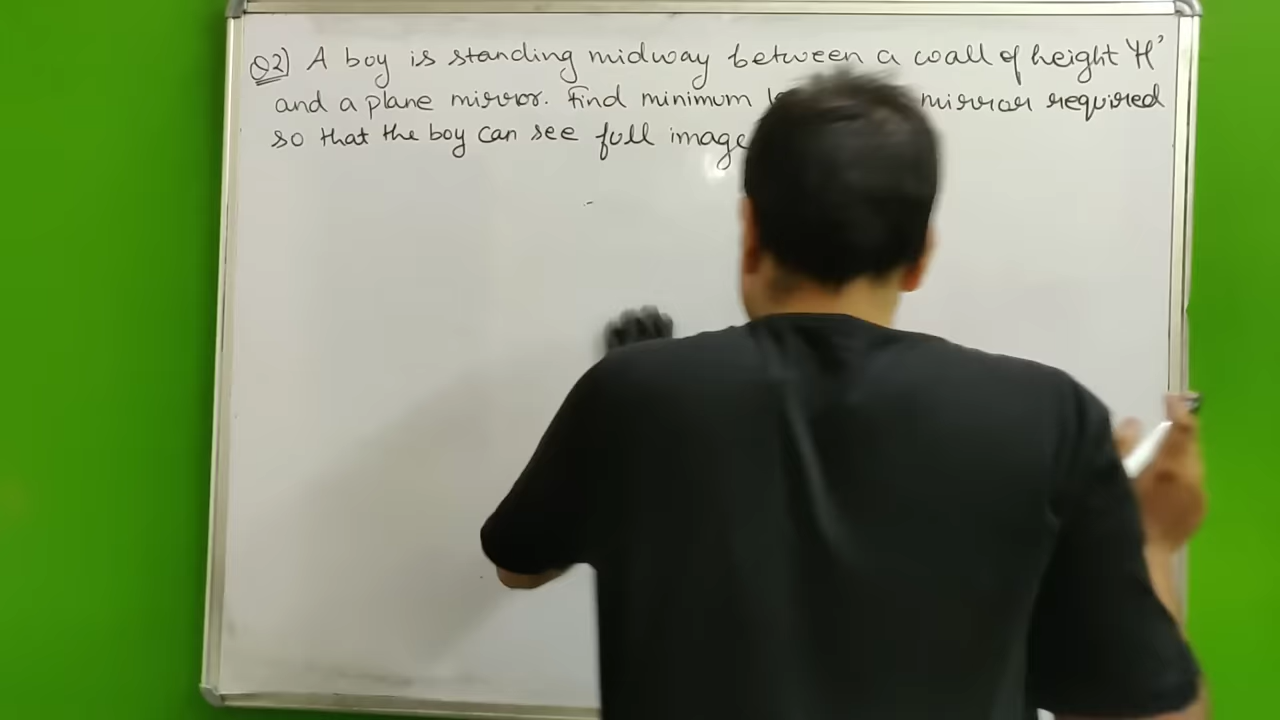 Q2) A boy is standing midway between a wall of height 'H'
and a plane mirror. Find minimum mirror required
so that the boy can see full image